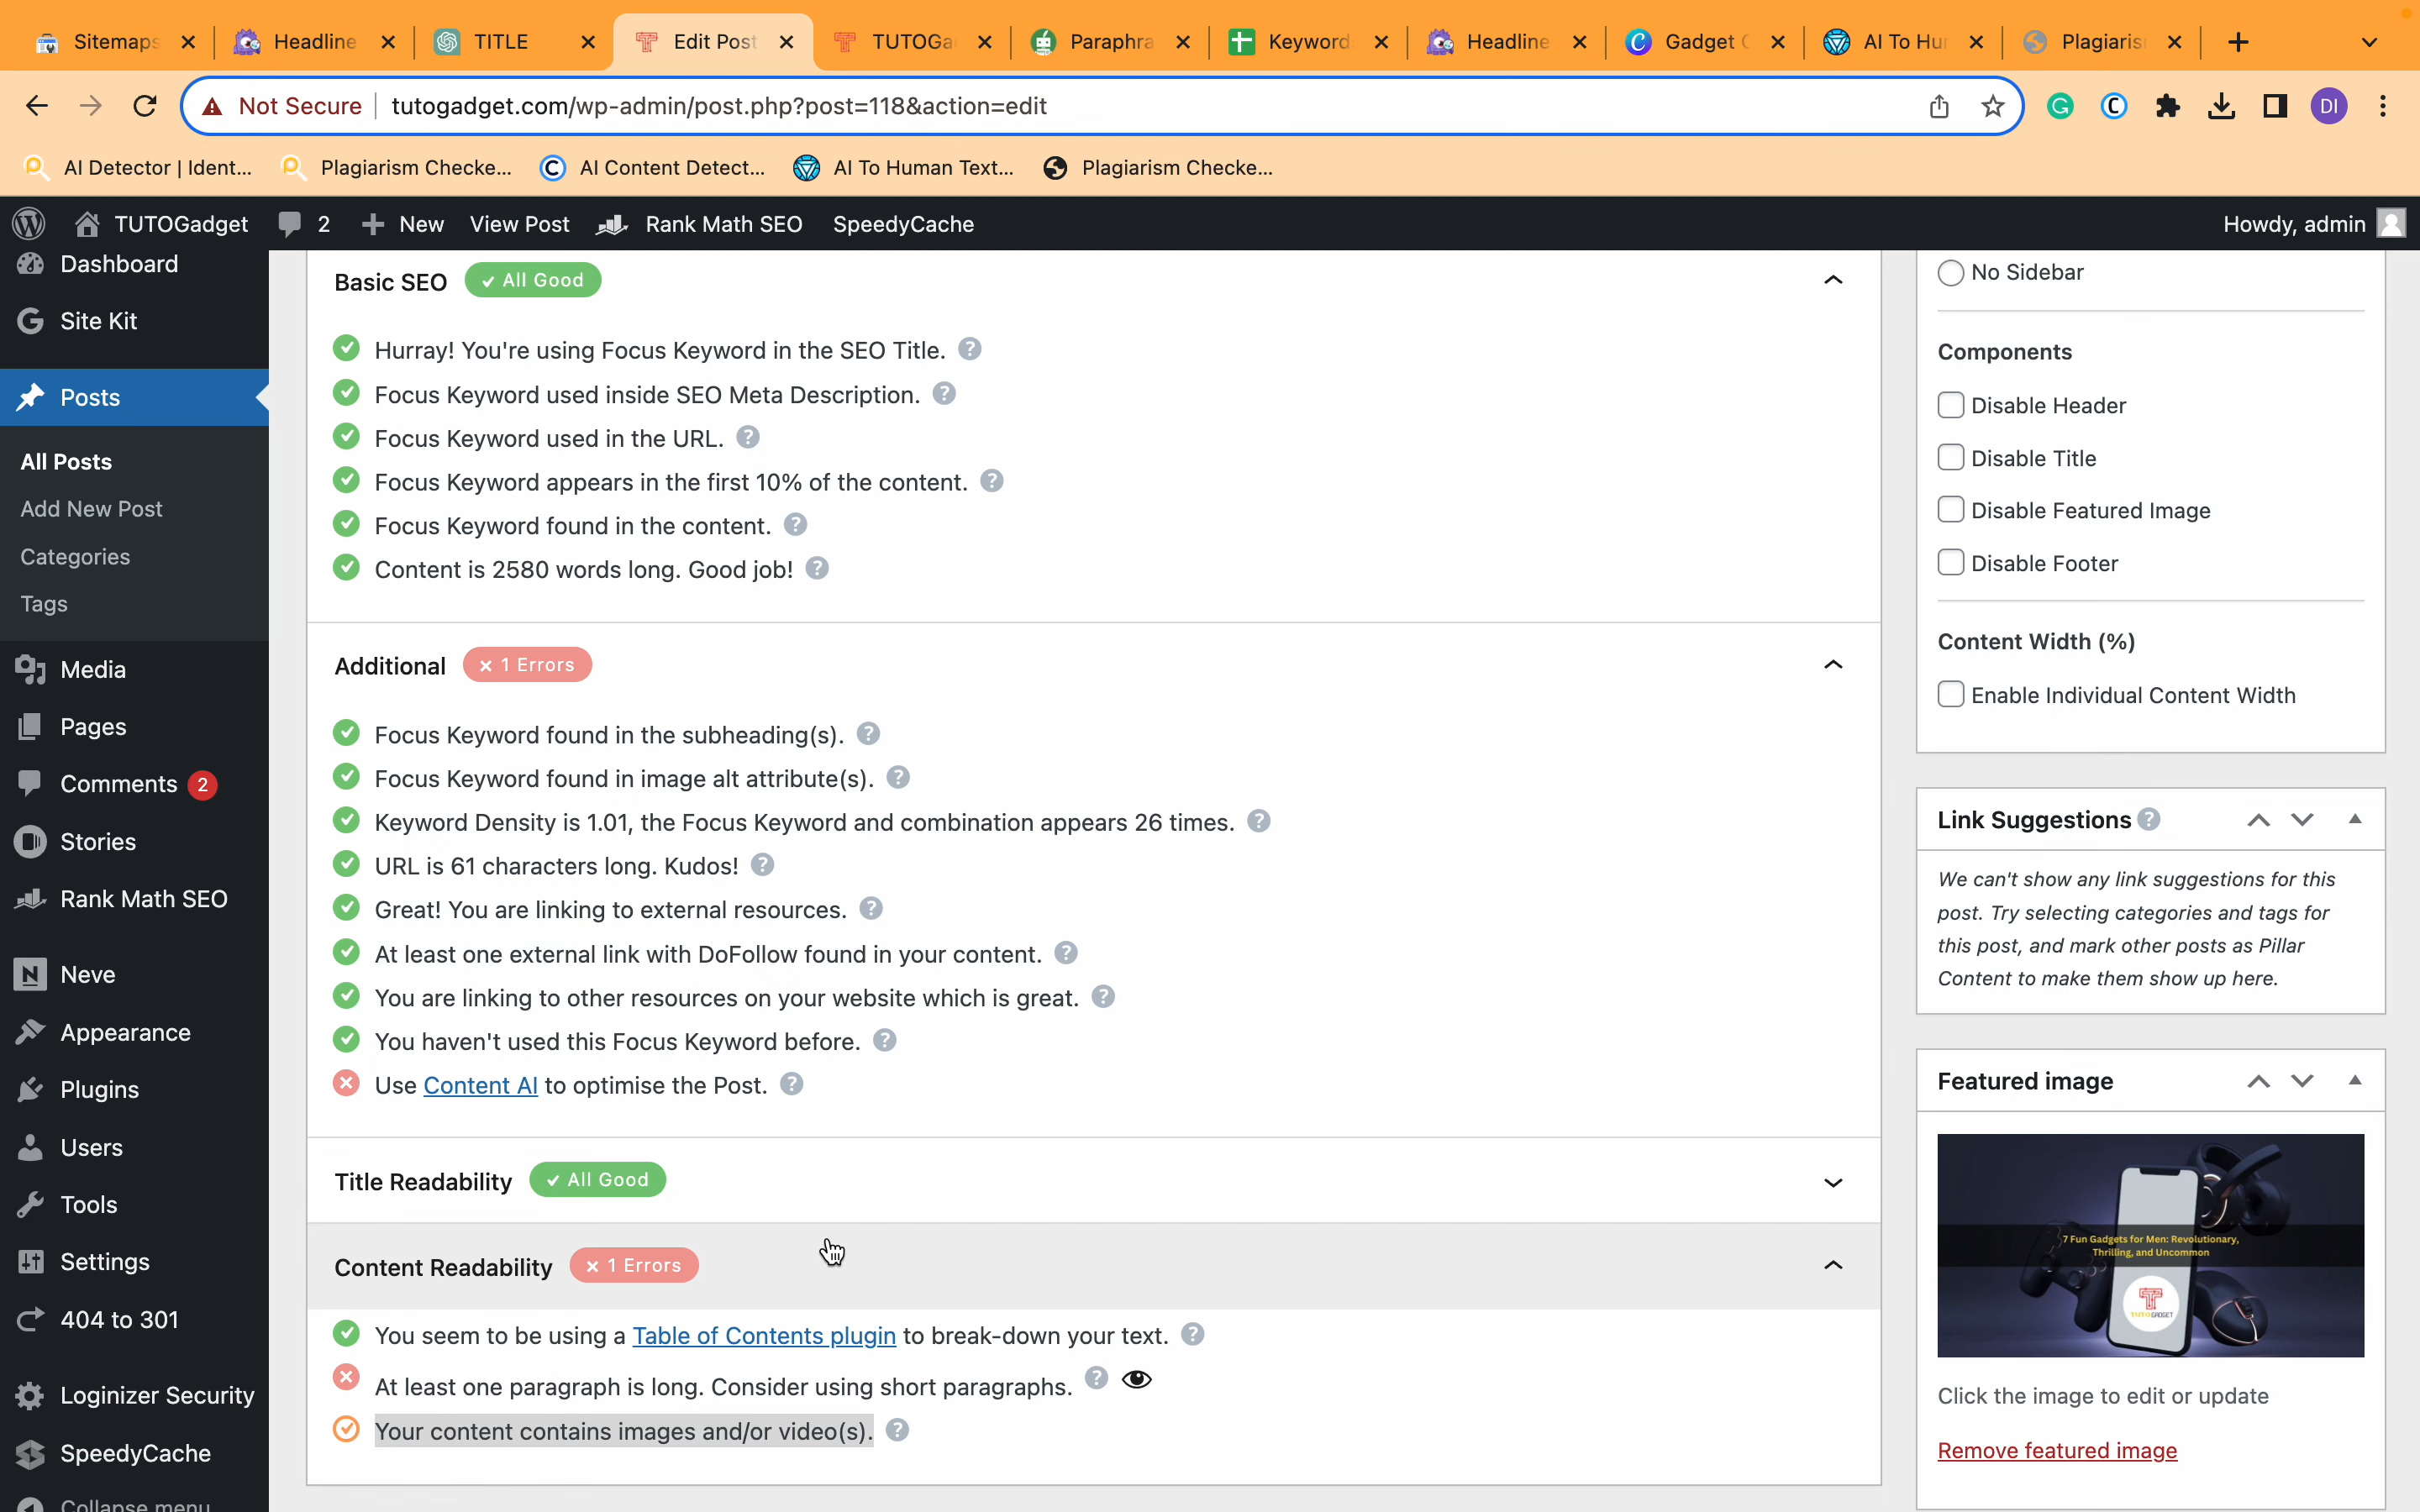 Sitemaps
Headline
TITLE
Edit Post
TUTOGa
Paraphra
Keyword
Headline
Gadget C
AI To Hu
Plagiaris
Not Secure
tutogadget.com/wp-admin/post.php?post=118&action=edit
DI
AI Detector | Ident...
Plagiarism Checke...
AI Content Detect...
AI To Human Text...
Plagiarism Checke...
TUTOGadget
2
New
View Post
Rank Math SEO
SpeedyCache
Howdy, admin
Dashboard
Site Kit
Posts
All Posts
Add New Post
Categories
Tags
Media
Pages
Comments 2
Stories
Rank Math SEO
Neve
Appearance
Plugins
Users
Tools
Settings
404 to 301
Loginizer Security
SpeedyCache
Collapse menu
Basic SEO All Good
Hurray! You're using Focus Keyword in the SEO Title.
Focus Keyword used inside SEO Meta Description.
Focus Keyword used in the URL.
Focus Keyword appears in the first 10% of the content.
Focus Keyword found in the content.
Content is 2580 words long. Good job!
Additional × 1 Errors
Focus Keyword found in the subheading(s).
Focus Keyword found in image alt attribute(s).
Keyword Density is 1.01, the Focus Keyword and combination appears 26 times.
URL is 61 characters long. Kudos!
Great! You are linking to external resources.
At least one external link with DoFollow found in your content.
You are linking to other resources on your website which is great.
You haven't used this Focus Keyword before.
Use Content AI to optimise the Post.
Title Readability All Good
Content Readability × 1 Errors
You seem to be using a Table of Contents plugin to break-down your text.
At least one paragraph is long. Consider using short paragraphs.
Your content contains images and/or video(s).
No Sidebar
Components
Disable Header
Disable Title
Disable Featured Image
Disable Footer
Content Width (%)
Enable Individual Content Width
Link Suggestions
We can't show any link suggestions for this
post. Try selecting categories and tags for
this post, and mark other posts as Pillar
Content to make them show up here.
Featured image
7 Fun Gadgets for Men: Revolutionary,
Thrilling, and Uncommon
TUTOGADGET
Click the image to edit or update
Remove featured image